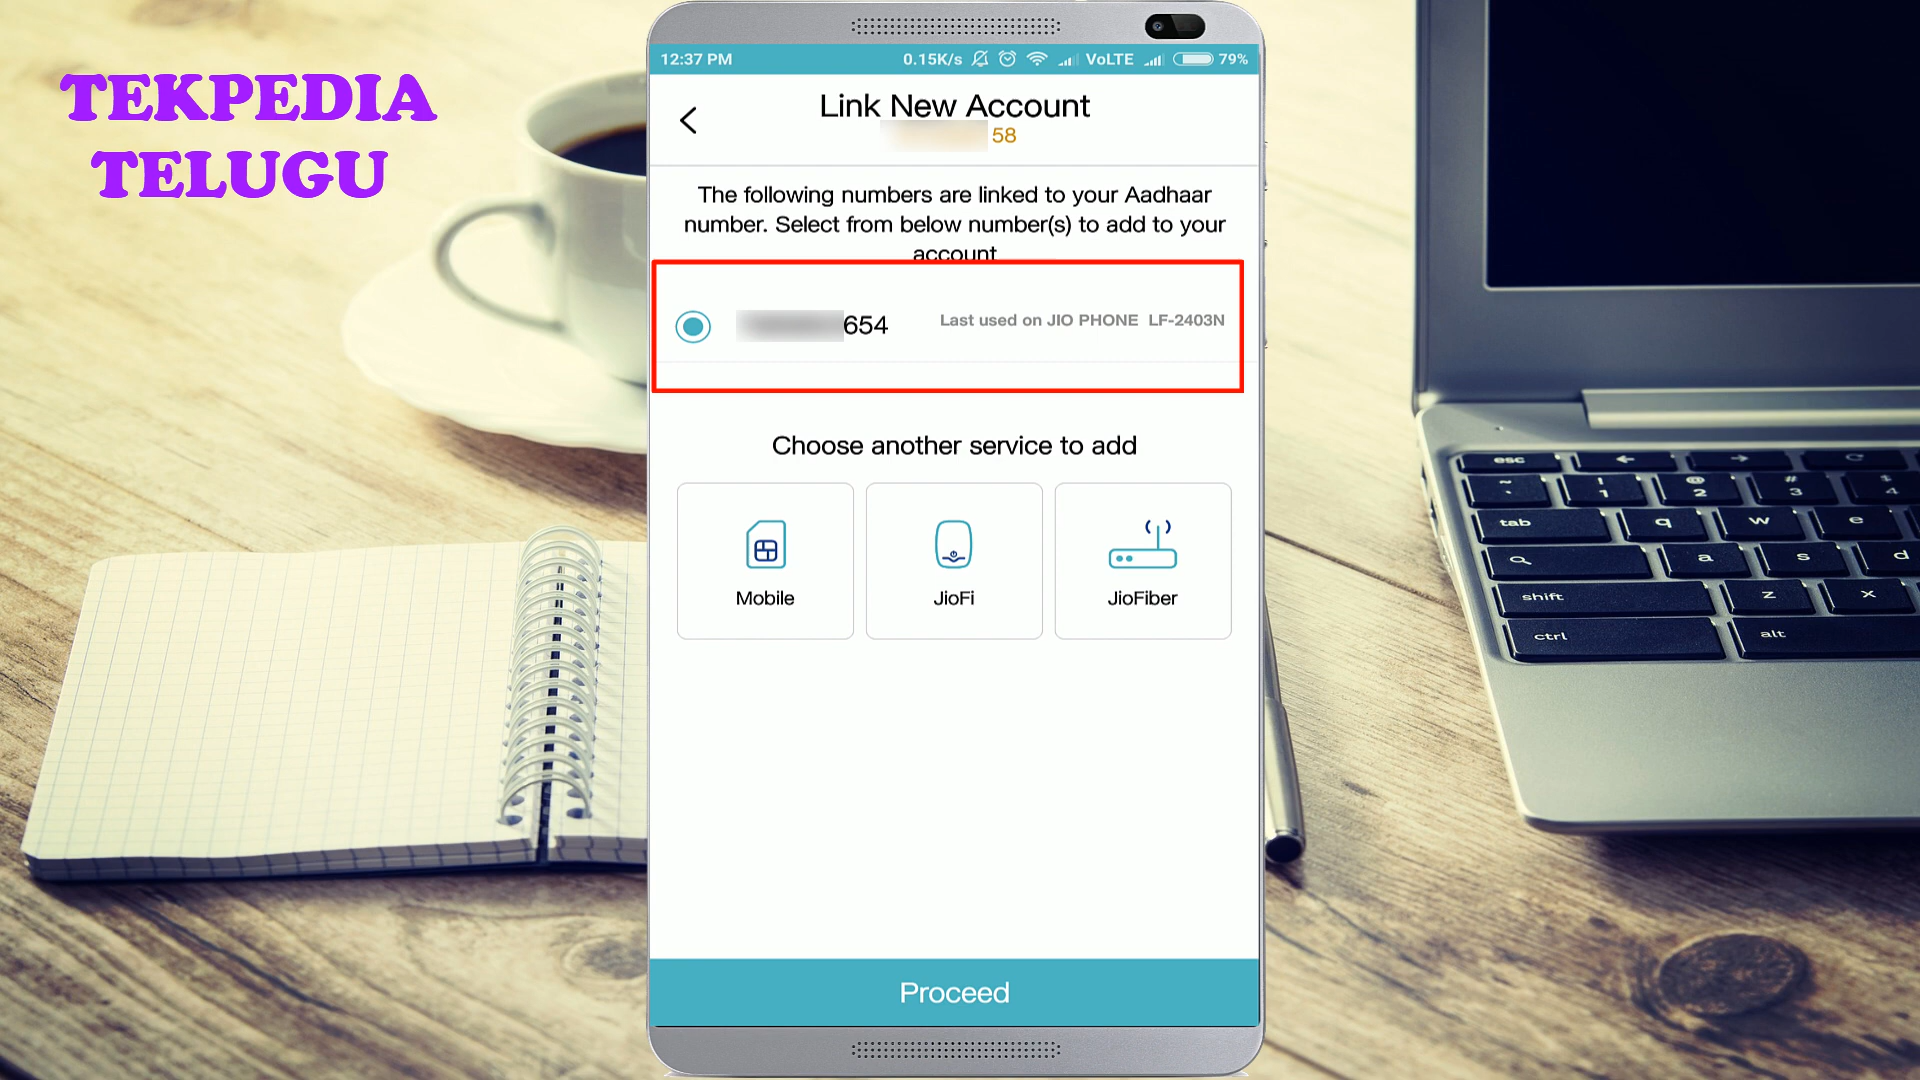 TEKPEDIA
TELUGU
12:37 PM
0.15K/s
VoLTE
79%
Link New Account
58
The following numbers are linked to your Aadhaar
number. Select from below number(s) to add to your
account
654
Last used on JIO PHONE LF-2403N
Choose another service to add
Mobile
JioFi
JioFiber
Proceed
esc
← → 
~ ! 1 @ 2 # 3 $ 4
tab q w e
a s d
shift z x
ctrl alt